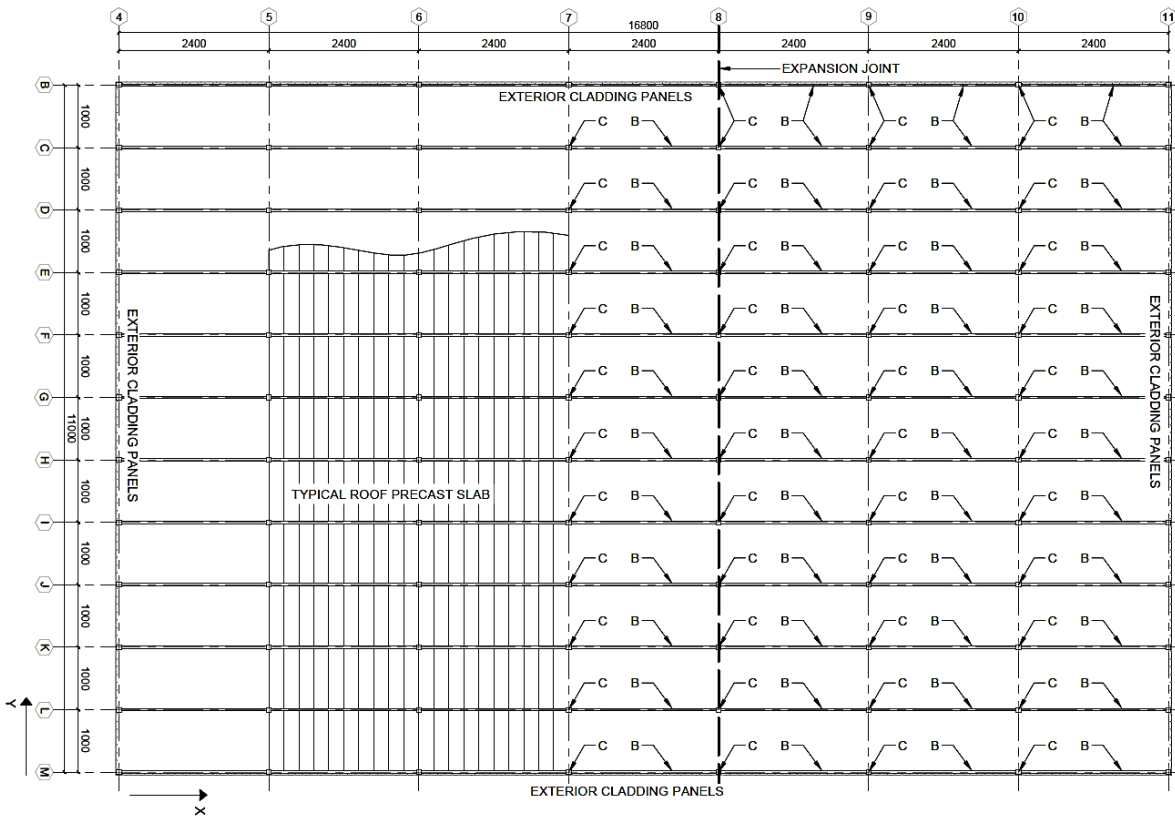 4 5 6 7 8 9 10 11
16800
2400 2400 2400 2400 2400 2400 2400
EXPANSION JOINT
B
EXTERIOR CLADDING PANELS
1000
C B C B C B C B
C
1000
C B C B C B C B
D
1000
C B C B C B C B
E
1000
C B C B C B C B
F
EXTERIOR CLADDING PANELS
EXTERIOR CLADDING PANELS
1000
C B C B C B C B
G
11000
1000
C B C B C B C B
H
TYPICAL ROOF PRECAST SLAB
1000
C B C B C B C B
I
1000
C B C B C B C B
J
1000
C B C B C B C B
K
1000
C B C B C B C B
L
Y
1000
C B C B C B C B
M
EXTERIOR CLADDING PANELS
X